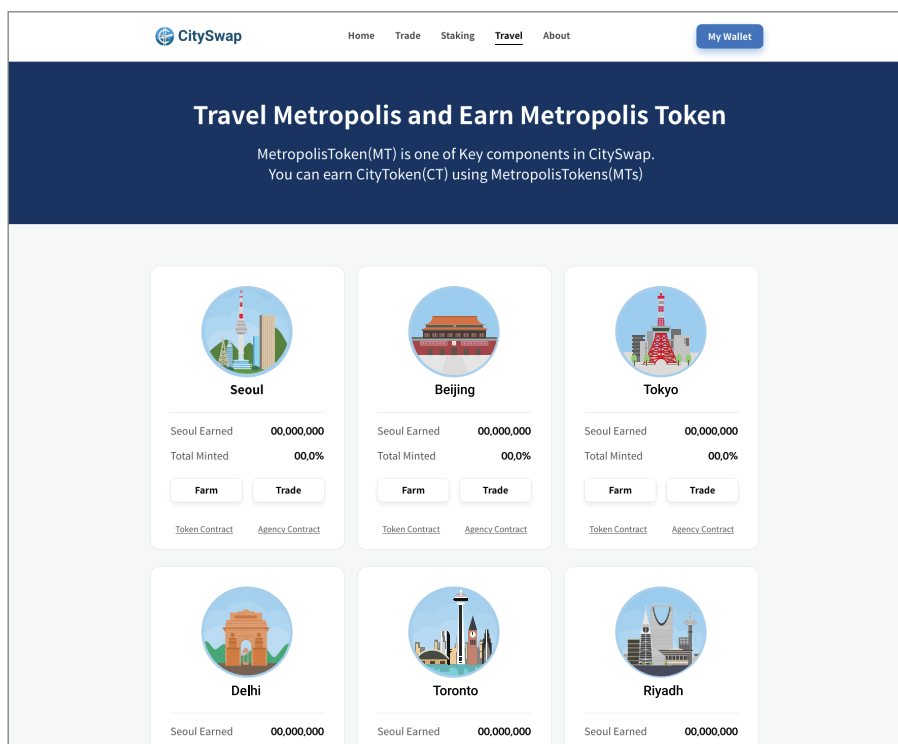 CitySwap
Home Trade Staking Travel About
My Wallet
Travel Metropolis and Earn Metropolis Token
MetropolisToken(MT) is one of Key components in CitySwap.
You can earn CityToken(CT) using MetropolisTokens(MTs)
Seoul
Seoul Earned 00,000,000
Total Minted 00,0%
Farm Trade
Token Contract Agency Contract
Beijing
Seoul Earned 00,000,000
Total Minted 00,0%
Farm Trade
Token Contract Agency Contract
Tokyo
Seoul Earned 00,000,000
Total Minted 00,0%
Farm Trade
Token Contract Agency Contract
Delhi
Seoul Earned 00,000,000
Toronto
Seoul Earned 00,000,000
Riyadh
Seoul Earned 00,000,000